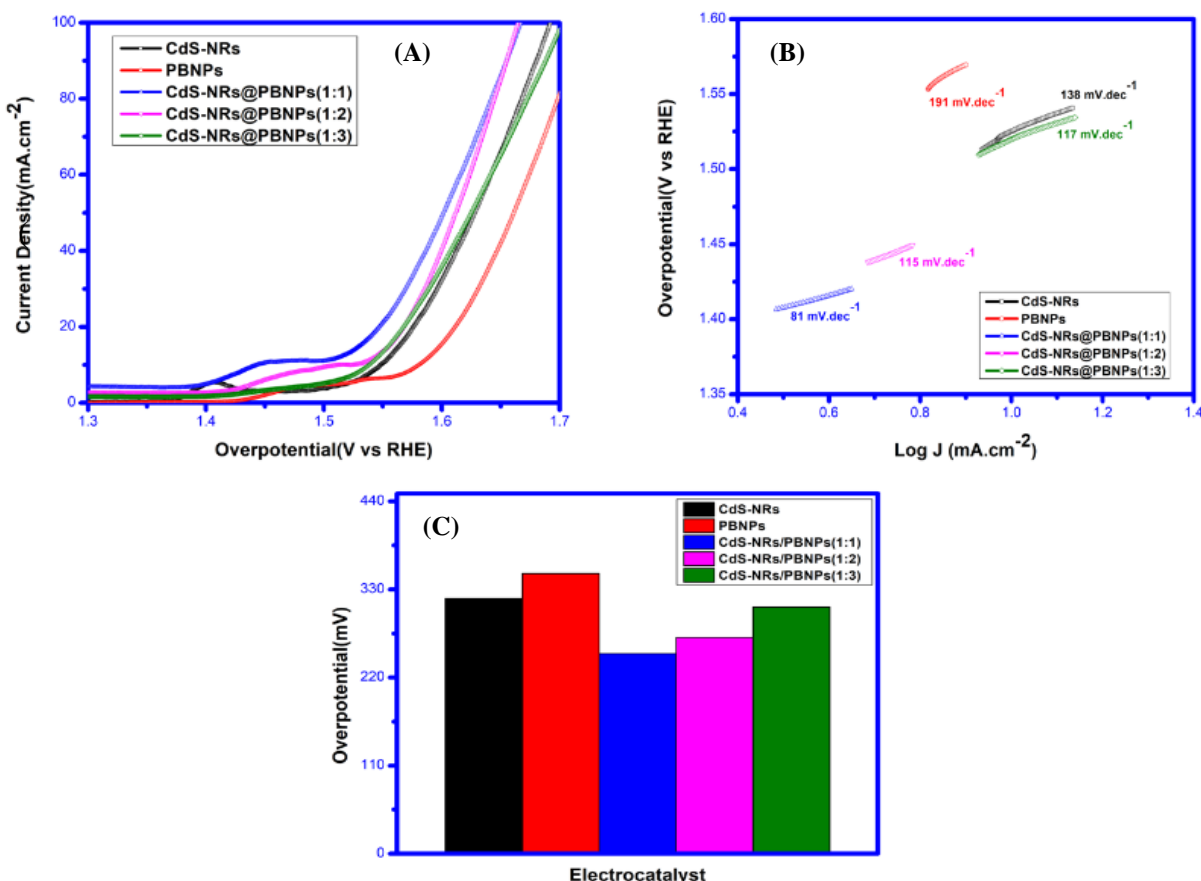 (A)
CdS-NRs
PBNPs
CdS-NRs@PBNPs(1:1)
CdS-NRs@PBNPs(1:2)
CdS-NRs@PBNPs(1:3)
100
80
60
40
20
0
Current Density(mA.cm⁻²)
1.3 1.4 1.5 1.6 1.7
Overpotential(V vs RHE)
(B)
1.60
1.55
1.50
1.45
1.40
1.35
Overpotential(V vs RHE)
191 mV.dec⁻¹
138 mV.dec⁻¹
117 mV.dec⁻¹
115 mV.dec⁻¹
81 mV.dec⁻¹
CdS-NRs
PBNPs
CdS-NRs@PBNPs(1:1)
CdS-NRs@PBNPs(1:2)
CdS-NRs@PBNPs(1:3)
0.4 0.6 0.8 1.0 1.2 1.4
Log J (mA.cm⁻²)
(C)
CdS-NRs
PBNPs
CdS-NRs/PBNPs(1:1)
CdS-NRs/PBNPs(1:2)
CdS-NRs/PBNPs(1:3)
440
330
220
110
0
Overpotential(mV)
Electrocatalyst